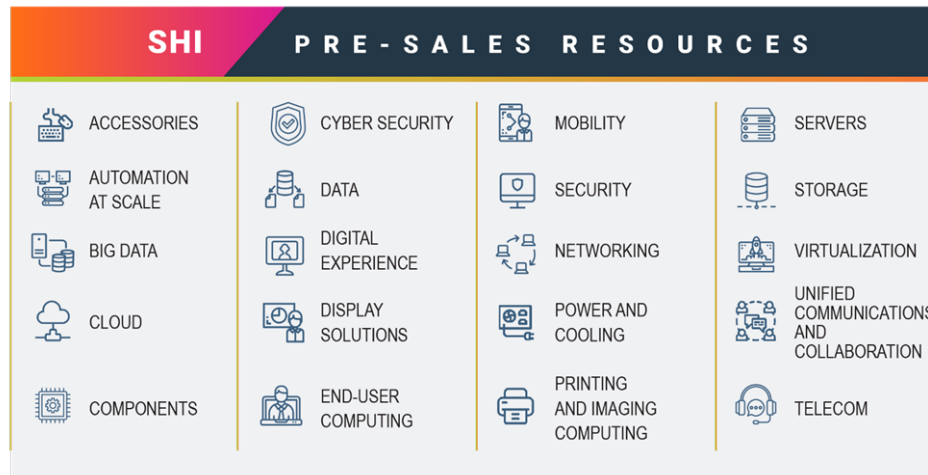 SHI
PRE-SALES RESOURCES
ACCESSORIES
AUTOMATION
AT SCALE
BIG DATA
CLOUD
COMPONENTS
CYBER SECURITY
DATA
DIGITAL
EXPERIENCE
DISPLAY
SOLUTIONS
END-USER
COMPUTING
MOBILITY
SECURITY
NETWORKING
POWER AND
COOLING
PRINTING
AND IMAGING
COMPUTING
SERVERS
STORAGE
VIRTUALIZATION
UNIFIED
COMMUNICATIONS
AND
COLLABORATION
TELECOM